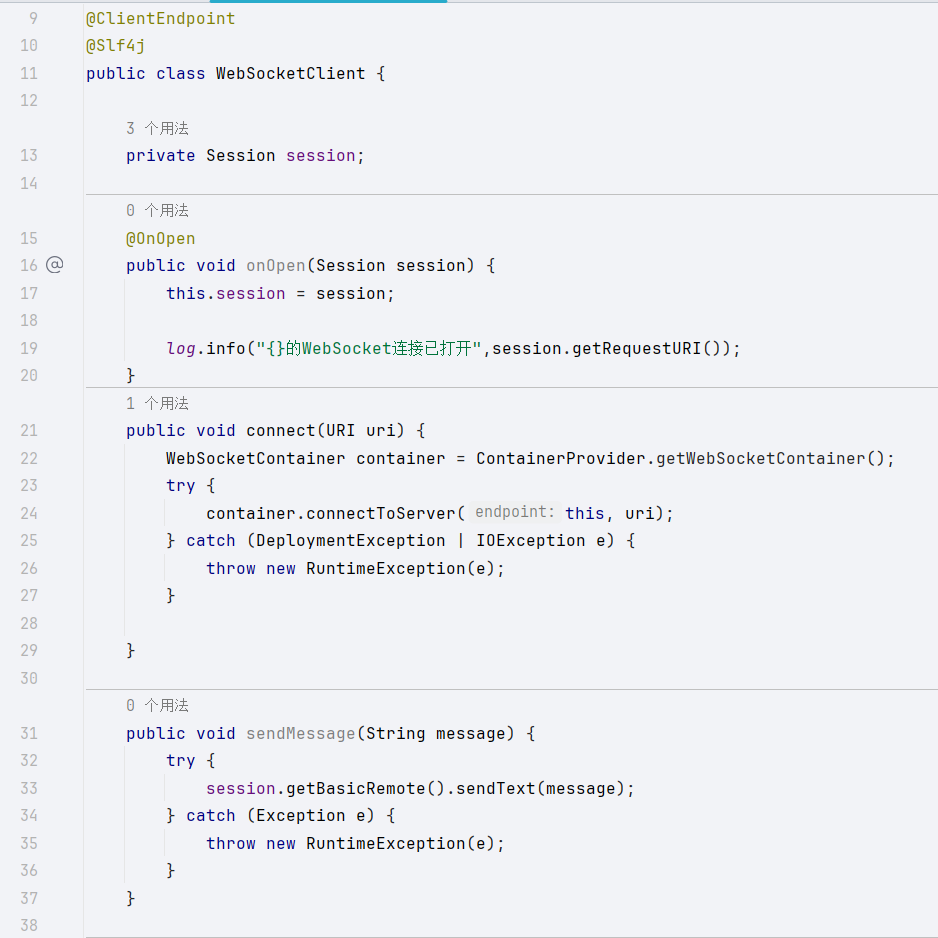 9 @ClientEndpoint
10 @Slf4j
11 public class WebSocketClient {
12
3 个用法
13 private Session session;
14
0 个用法
15 @OnOpen
16 @ public void onOpen(Session session) {
17 this.session = session;
18
19 log.info("{}的WebSocket连接已打开",session.getRequestURI());
20 }
1 个用法
21 public void connect(URI uri) {
22 WebSocketContainer container = ContainerProvider.getWebSocketContainer();
23 try {
24 container.connectToServer( endpoint: this, uri);
25 } catch (DeploymentException | IOException e) {
26 throw new RuntimeException(e);
27 }
28
29 }
30
0 个用法
31 public void sendMessage(String message) {
32 try {
33 session.getBasicRemote().sendText(message);
34 } catch (Exception e) {
35 throw new RuntimeException(e);
36 }
37 }
38